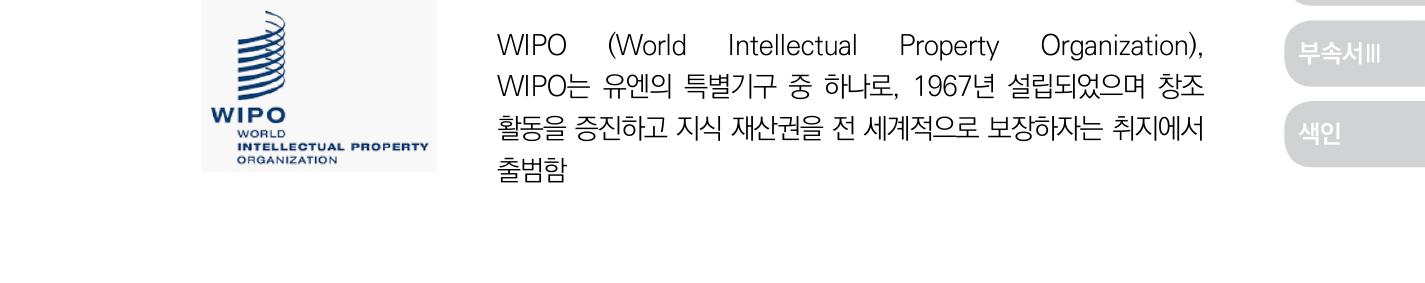 WIPO
WORLD
INTELLECTUAL PROPERTY
ORGANIZATION
WIPO (World Intellectual Property Organization),
WIPO는 유엔의 특별기구 중 하나로, 1967년 설립되었으며 창조
활동을 증진하고 지식 재산권을 전 세계적으로 보장하자는 취지에서
출범함
부속서Ⅲ
색인